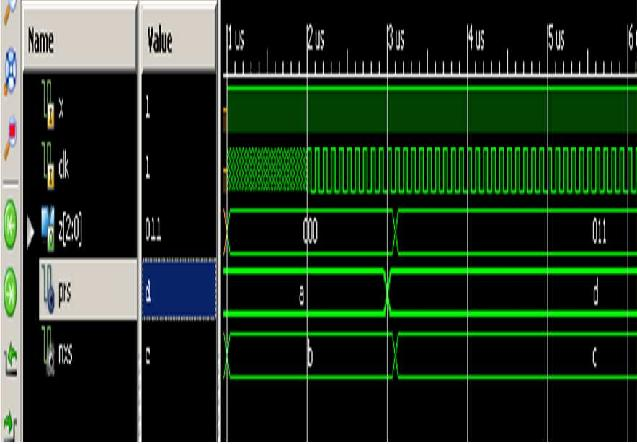 Name Value 1 us 2 us 3 us 4 us 5 us 6
x 1
clk 1
z[2:0] 011 000 011
prs d a d
nxs c b c